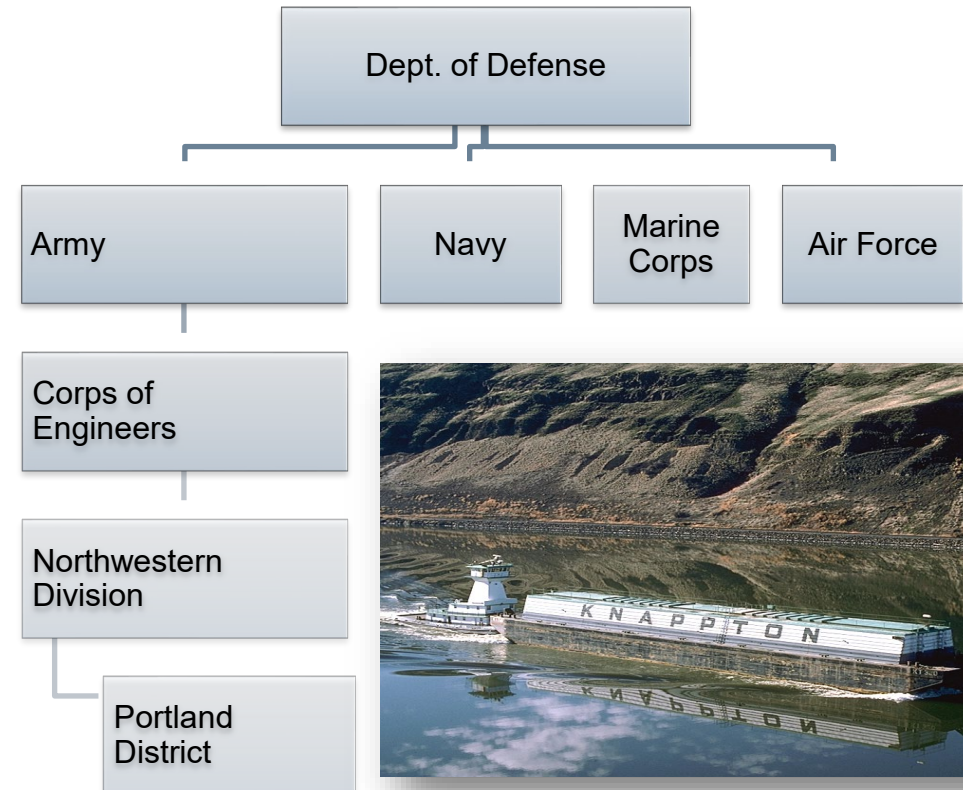 Dept. of Defense
Army
Navy
Marine
Corps
Air Force
Corps of
Engineers
Northwestern
Division
KNAPPTON
Portland
District